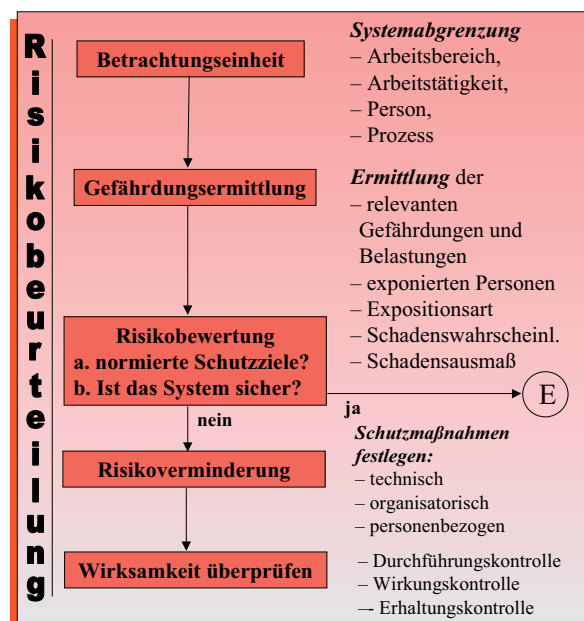 Risikobeurteilung
Betrachtungseinheit
Systemabgrenzung
– Arbeitsbereich,
– Arbeitstätigkeit,
– Person,
– Prozess
Gefährdungsermittlung
Ermittlung der
– relevanten
Gefährdungen und
Belastungen
– exponierten Personen
– Expositionsart
– Schadenswahrscheinl.
– Schadensausmaß
Risikobewertung
a. normierte Schutzziele?
b. Ist das System sicher?
ja
E
nein
Risikoverminderung
Schutzmaßnahmen
festlegen:
– technisch
– organisatorisch
– personenbezogen
Wirksamkeit überprüfen
– Durchführungskontrolle
– Wirkungskontrolle
–- Erhaltungskontrolle